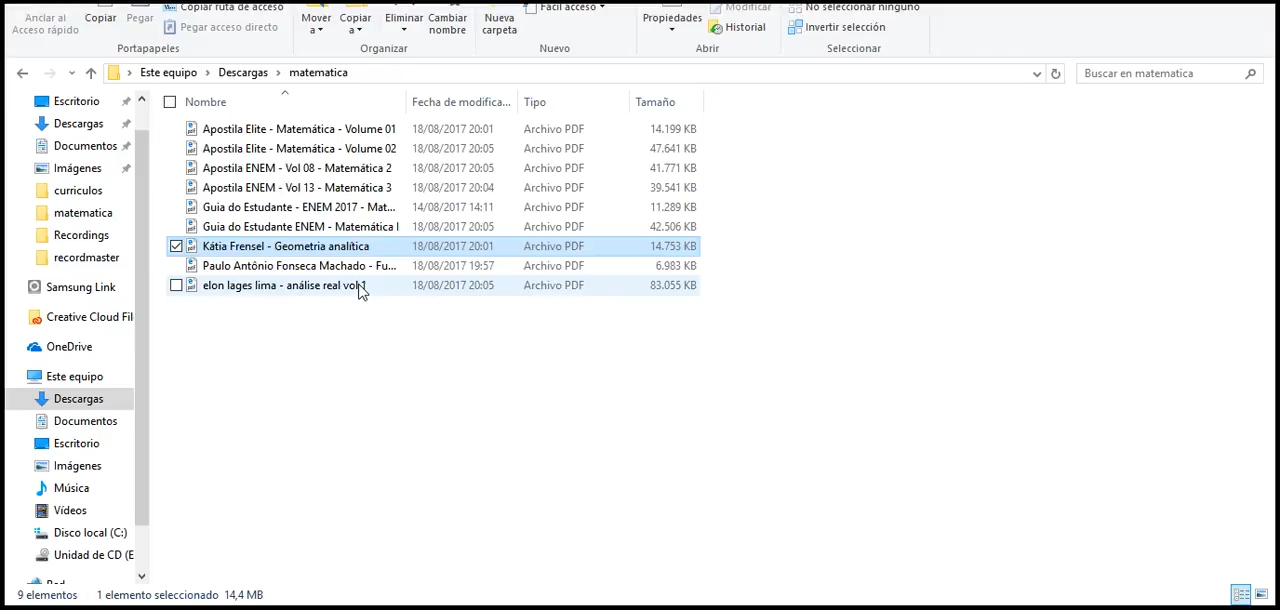 Copiar ruta de acceso
Fácil acceso
Modificar
No seleccionar ninguno
Anclar al
Acceso rápido
Copiar
Pegar
Pegar acceso directo
Mover
a
Copiar
a
Eliminar
Cambiar
nombre
Nueva
carpeta
Propiedades
Historial
Invertir selección
Portapapeles
Organizar
Nuevo
Abrir
Seleccionar
Este equipo > Descargas > matematica
Buscar en matematica
Nombre Fecha de modifica... Tipo Tamaño
Apostila Elite - Matemática - Volume 01 18/08/2017 20:01 Archivo PDF 14.199 KB
Apostila Elite - Matemática - Volume 02 18/08/2017 20:05 Archivo PDF 47.641 KB
Apostila ENEM - Vol 08 - Matemática 2 18/08/2017 20:05 Archivo PDF 41.771 KB
Apostila ENEM - Vol 13 - Matemática 3 18/08/2017 20:04 Archivo PDF 39.541 KB
Guia do Estudante - ENEM 2017 - Mat... 14/08/2017 14:11 Archivo PDF 11.289 KB
Guia do Estudante ENEM - Matemática I 18/08/2017 20:05 Archivo PDF 42.506 KB
Kátia Frensel - Geometria analítica 18/08/2017 20:01 Archivo PDF 14.753 KB
Paulo Antônio Fonseca Machado - Fu... 18/08/2017 19:57 Archivo PDF 6.983 KB
elon lages lima - análise real vol 1 18/08/2017 20:05 Archivo PDF 83.055 KB
Escritorio
Descargas
Documentos
Imágenes
curriculos
matematica
Recordings
recordmaster
Samsung Link
Creative Cloud Fil
OneDrive
Este equipo
Descargas
Documentos
Escritorio
Imágenes
Música
Vídeos
Disco local (C:)
Unidad de CD (E
9 elementos 1 elemento seleccionado 14,4 MB